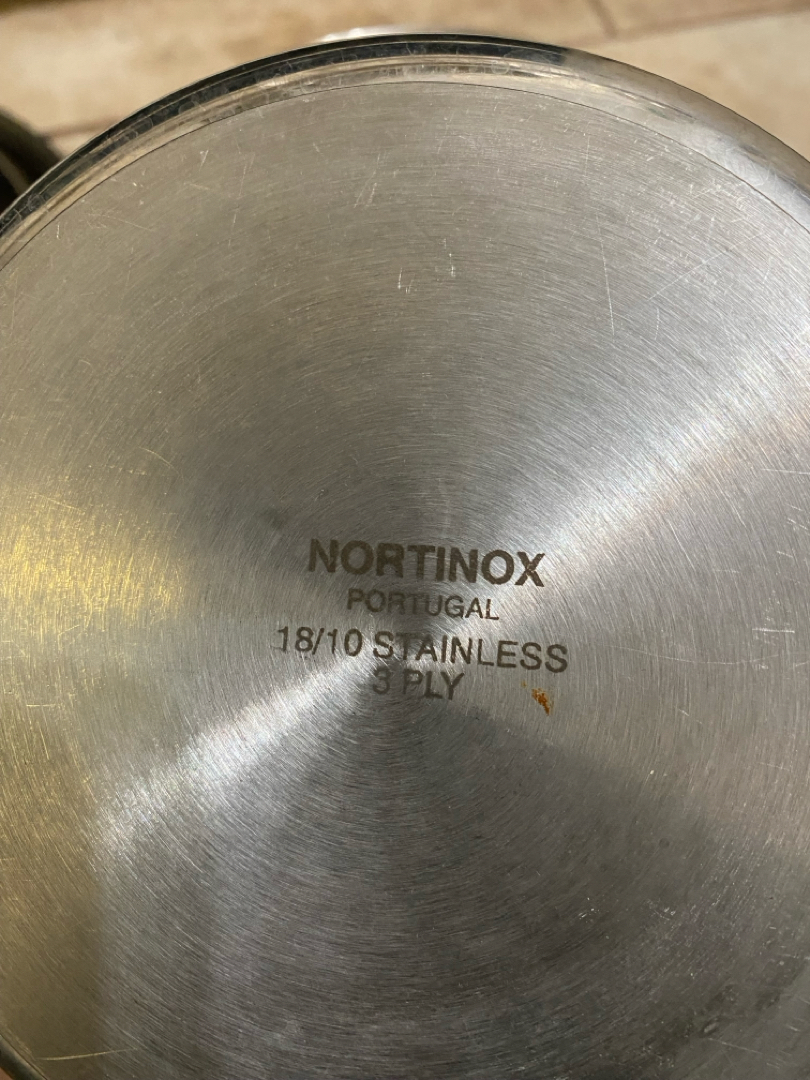 NORTINOX
PORTUGAL
18/10 STAINLESS
3 PLY